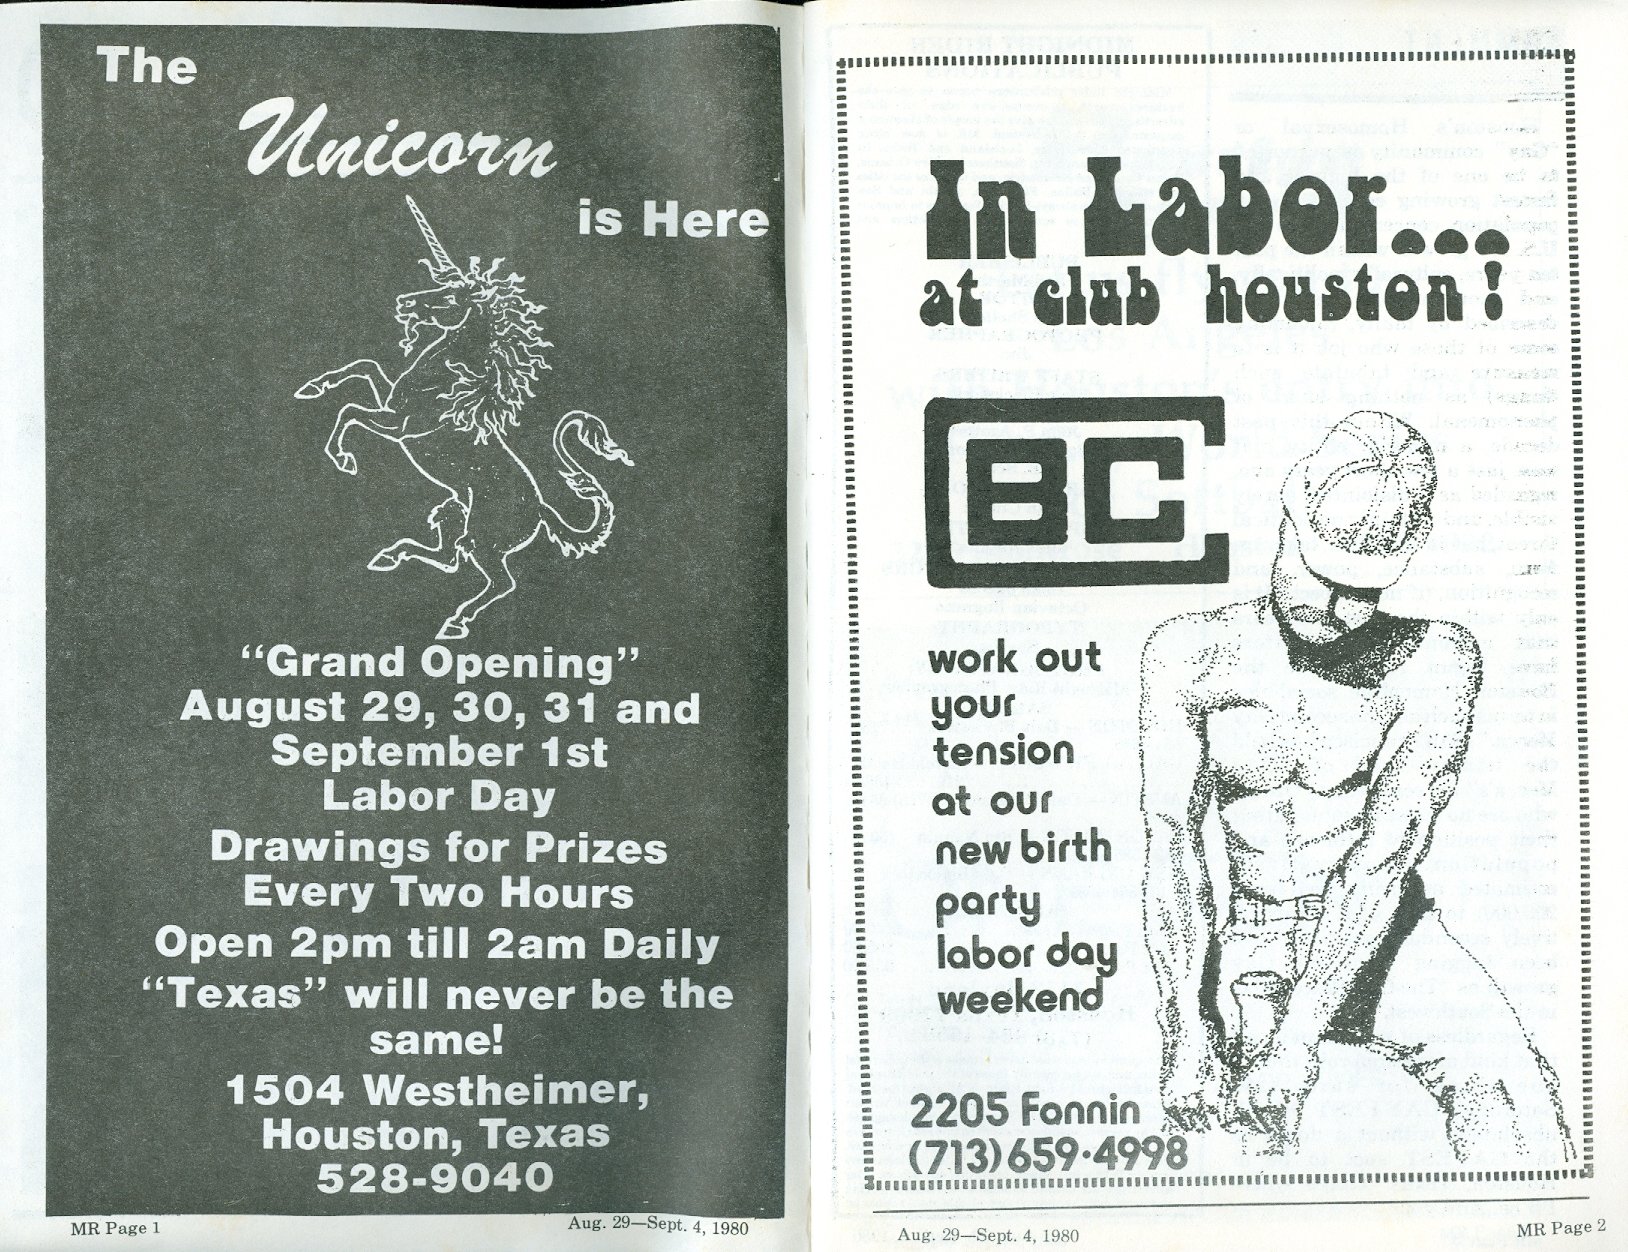 The
Unicorn
is Here
“Grand Opening”
August 29, 30, 31 and
September 1st
Labor Day
Drawings for Prizes
Every Two Hours
Open 2pm till 2am Daily
“Texas” will never be the
same!
1504 Westheimer,
Houston, Texas
528-9040
MR Page 1
Aug. 29—Sept. 4, 1980
In Labor...
at club houston!
CBC
work out
your
tension
at our
new birth
party
labor day
weekend
2205 Fannin
(713)659·4998
Aug. 29—Sept. 4, 1980
MR Page 2